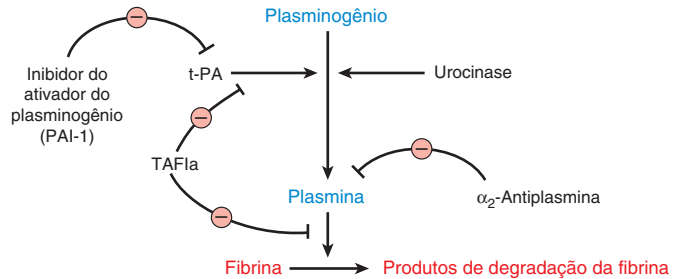 Plasminogênio
Inibidor do
ativador do
plasminogênio
(PAI-1)
t-PA
Urocinase
TAFIa
Plasmina
α₂-Antiplasmina
Fibrina
Produtos de degradação da fibrina